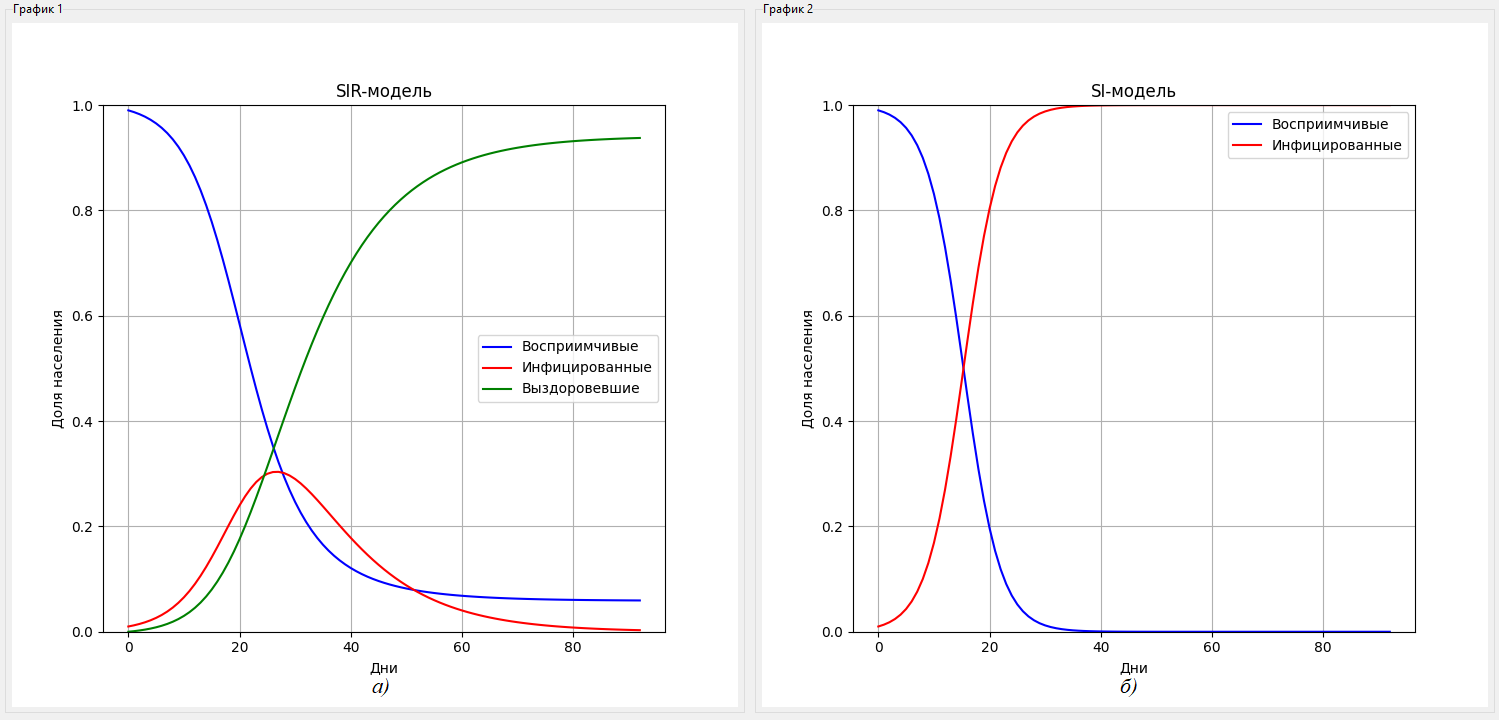 График 1
SIR-модель
1.0
0.8
0.6
0.4
0.2
0.0
Доля населения
Восприимчивые
Инфицированные
Выздоровевшие
0 20 40 60 80
Дни
а)
График 2
SI-модель
1.0
0.8
0.6
0.4
0.2
0.0
Доля населения
Восприимчивые
Инфицированные
0 20 40 60 80
Дни
б)